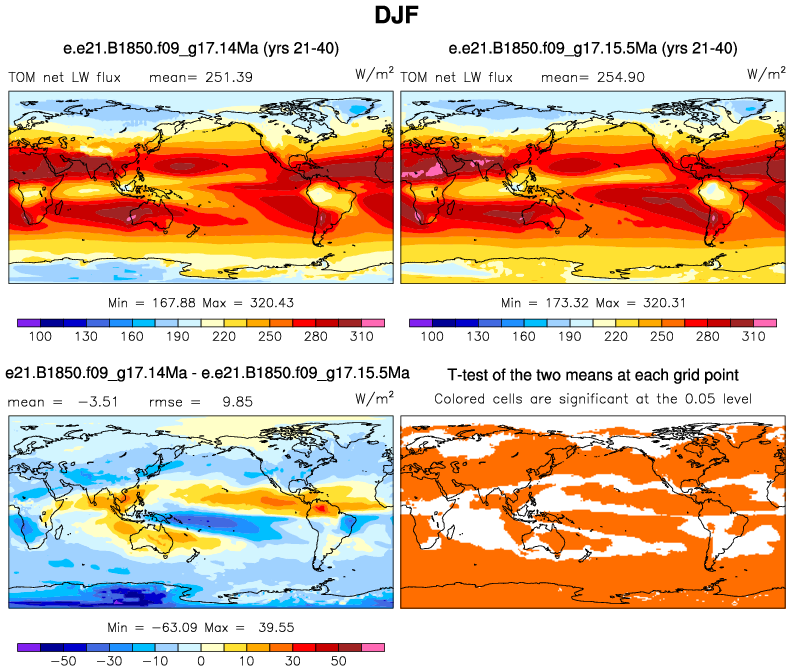 DJF
e.e21.B1850.f09_g17.14Ma (yrs 21-40)
e.e21.B1850.f09_g17.15.5Ma (yrs 21-40)
TOM net LW flux mean= 251.39 W/m²
TOM net LW flux mean= 254.90 W/m²
Min = 167.88 Max = 320.43
Min = 173.32 Max = 320.31
100 130 160 190 220 250 280 310
100 130 160 190 220 250 280 310
e21.B1850.f09_g17.14Ma - e.e21.B1850.f09_g17.15.5Ma
T-test of the two means at each grid point
mean = −3.51 rmse = 9.85 W/m²
Colored cells are significant at the 0.05 level
Min = −63.09 Max = 39.55
−50 −30 −10 0 10 30 50